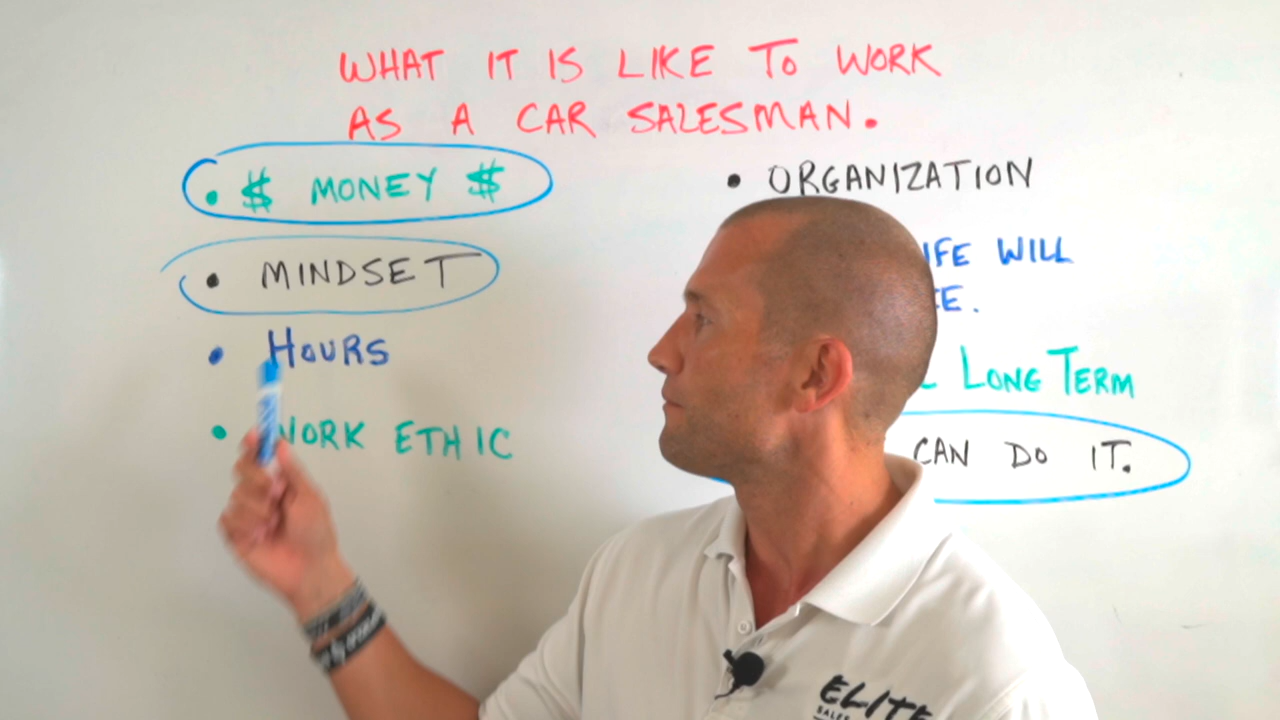 WHAT IT IS LIKE TO WORK
AS A CAR SALESMAN.
• $ MONEY $
• MINDSET
• HOURS
• WORK ETHIC
• ORGANIZATION
WILL
LONG TERM
CAN DO IT.
ELITE